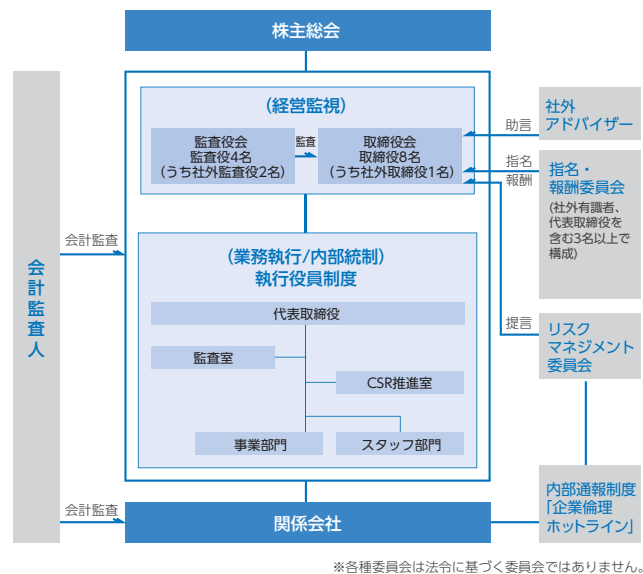 株主総会
(経営監視)
監査役会
監査役4名
(うち社外監査役2名)
監査
取締役会
取締役8名
(うち社外取締役1名)
助言
社外
アドバイザー
指名
報酬
指名・
報酬委員会
(社外有識者、
代表取締役を
含む3名以上で
構成)
会計監査
会計監査人
(業務執行/内部統制)
執行役員制度
代表取締役
監査室
CSR推進室
事業部門
スタッフ部門
提言
リスク
マネジメント
委員会
会計監査
関係会社
内部通報制度
「企業倫理
ホットライン」
※各種委員会は法令に基づく委員会ではありません。